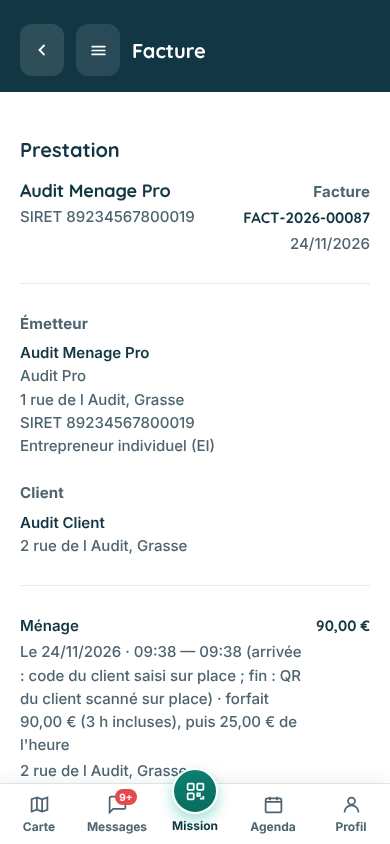 Facture
Prestation
Audit Menage Pro
Facture
SIRET 89234567800019
FACT-2026-00087
24/11/2026
Émetteur
Audit Menage Pro
Audit Pro
1 rue de l Audit, Grasse
SIRET 89234567800019
Entrepreneur individuel (EI)
Client
Audit Client
2 rue de l Audit, Grasse
Ménage
90,00 €
Le 24/11/2026 · 09:38 — 09:38 (arrivée
: code du client saisi sur place ; fin : QR
du client scanné sur place) · forfait
90,00 € (3 h incluses), puis 25,00 € de
l'heure
2 rue de l Audit, Grasse
9+
Carte
Messages
Mission
Agenda
Profil